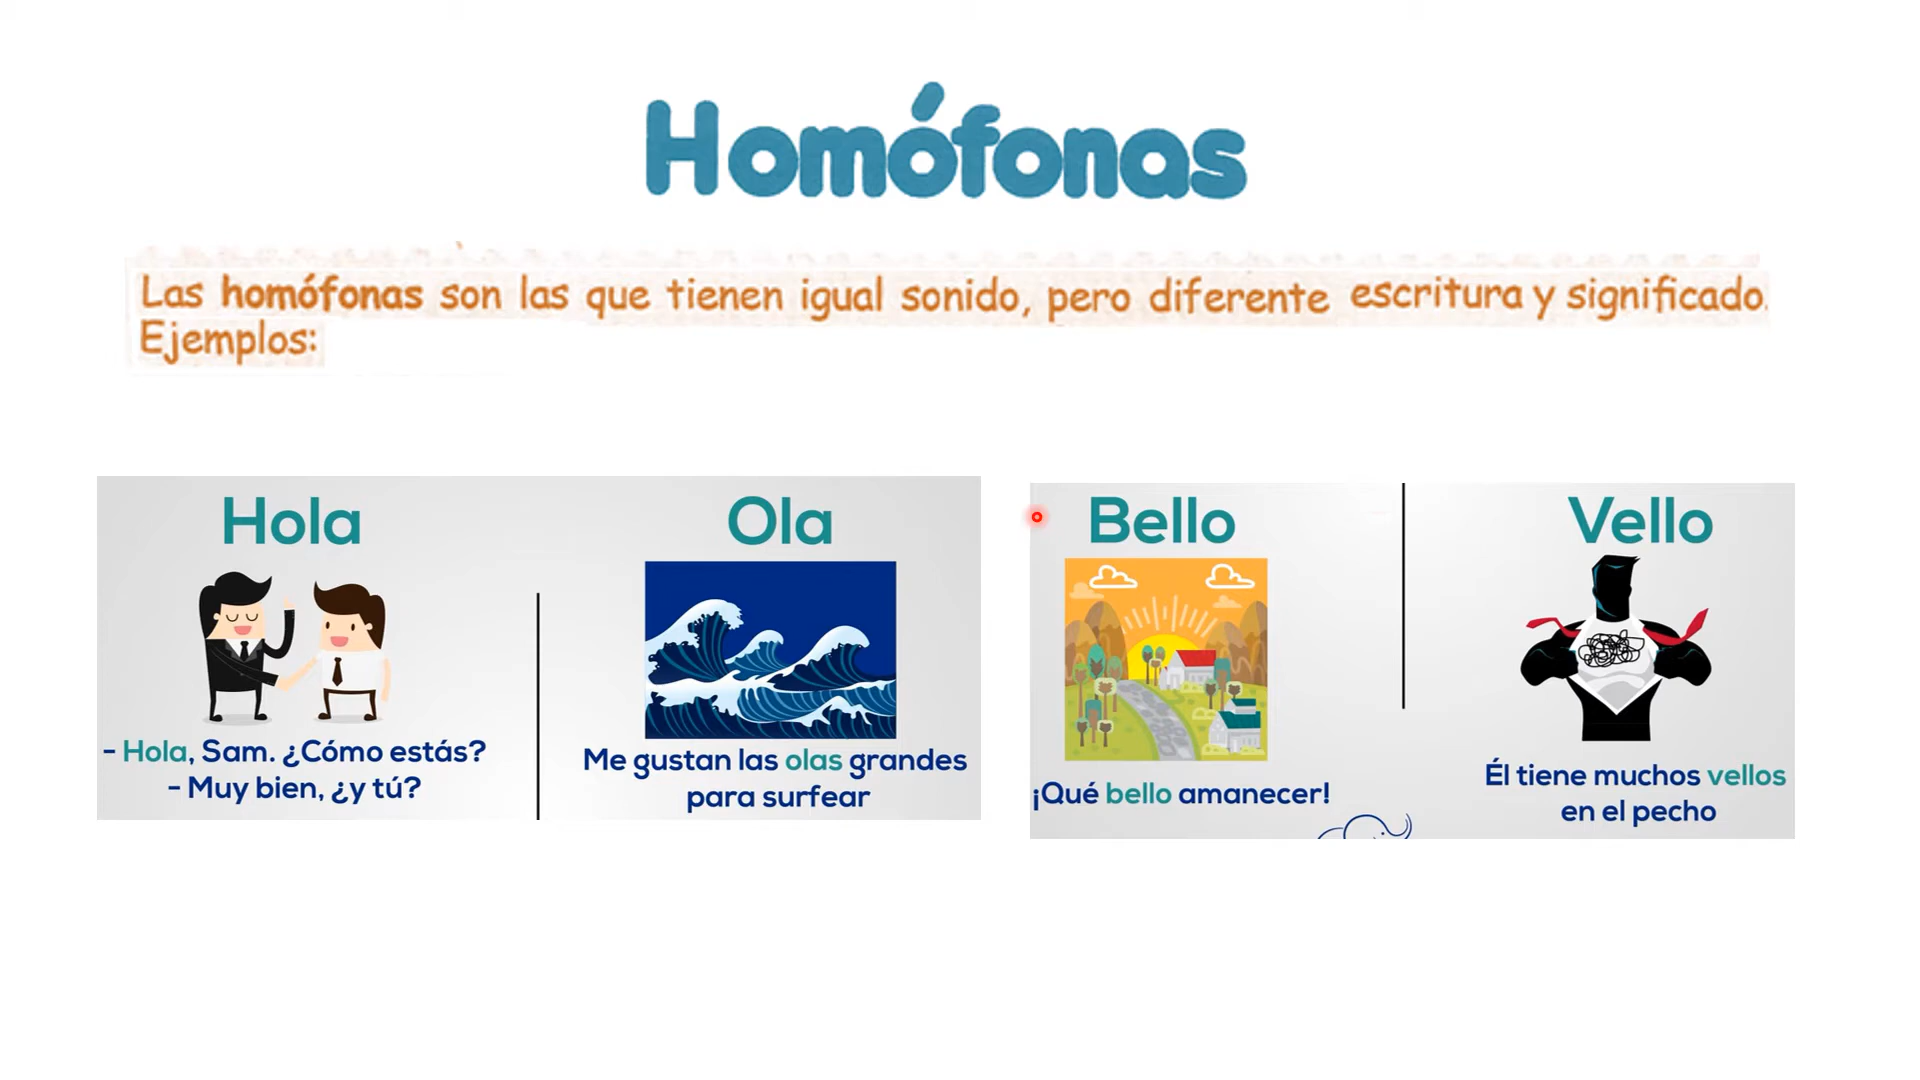 Homófonas
Las homófonas son las que tienen igual sonido, pero diferente escritura y significado.
Ejemplos:
Hola
- Hola, Sam. ¿Cómo estás?
- Muy bien, ¿y tú?
Ola
Me gustan las olas grandes
para surfear
Bello
¡Qué bello amanecer!
Vello
Él tiene muchos vellos
en el pecho